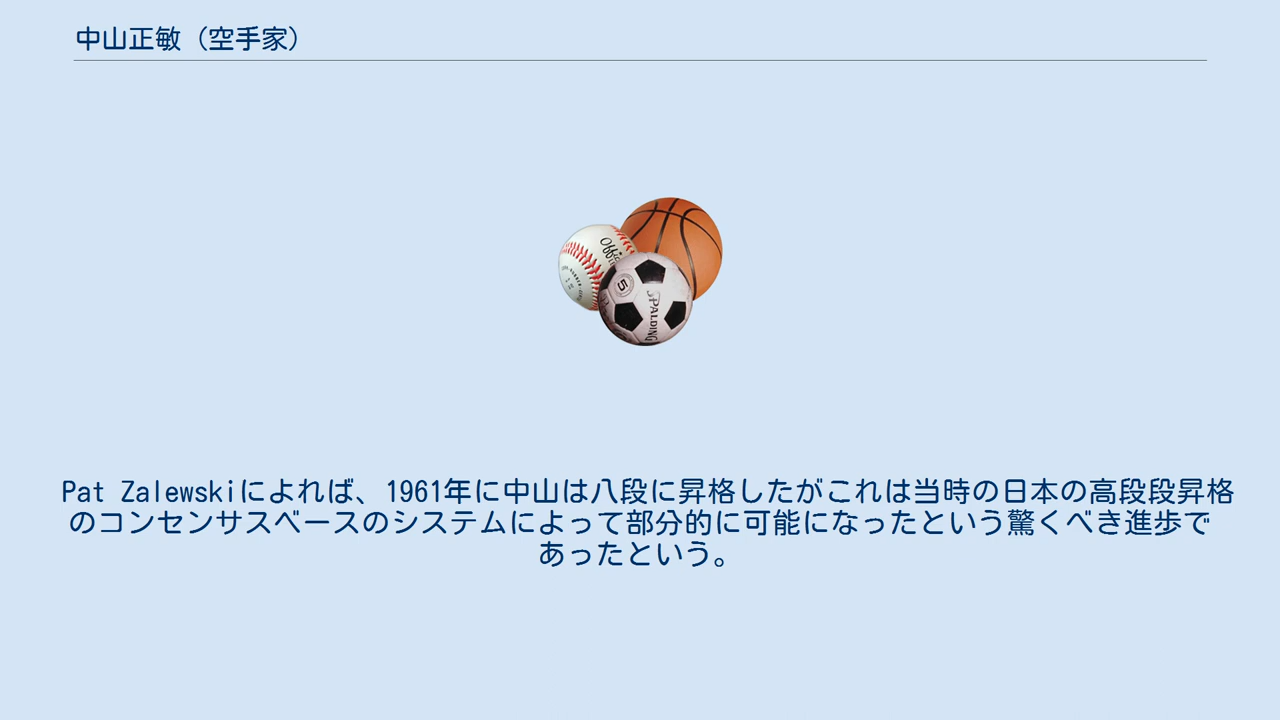 中山正敏（空手家）
Offi
5
SPALDING
Pat Zalewskiによれば、1961年に中山は八段に昇格したがこれは当時の日本の高段段昇格
のコンセンサスベースのシステムによって部分的に可能になったという驚くべき進歩で
あったという。